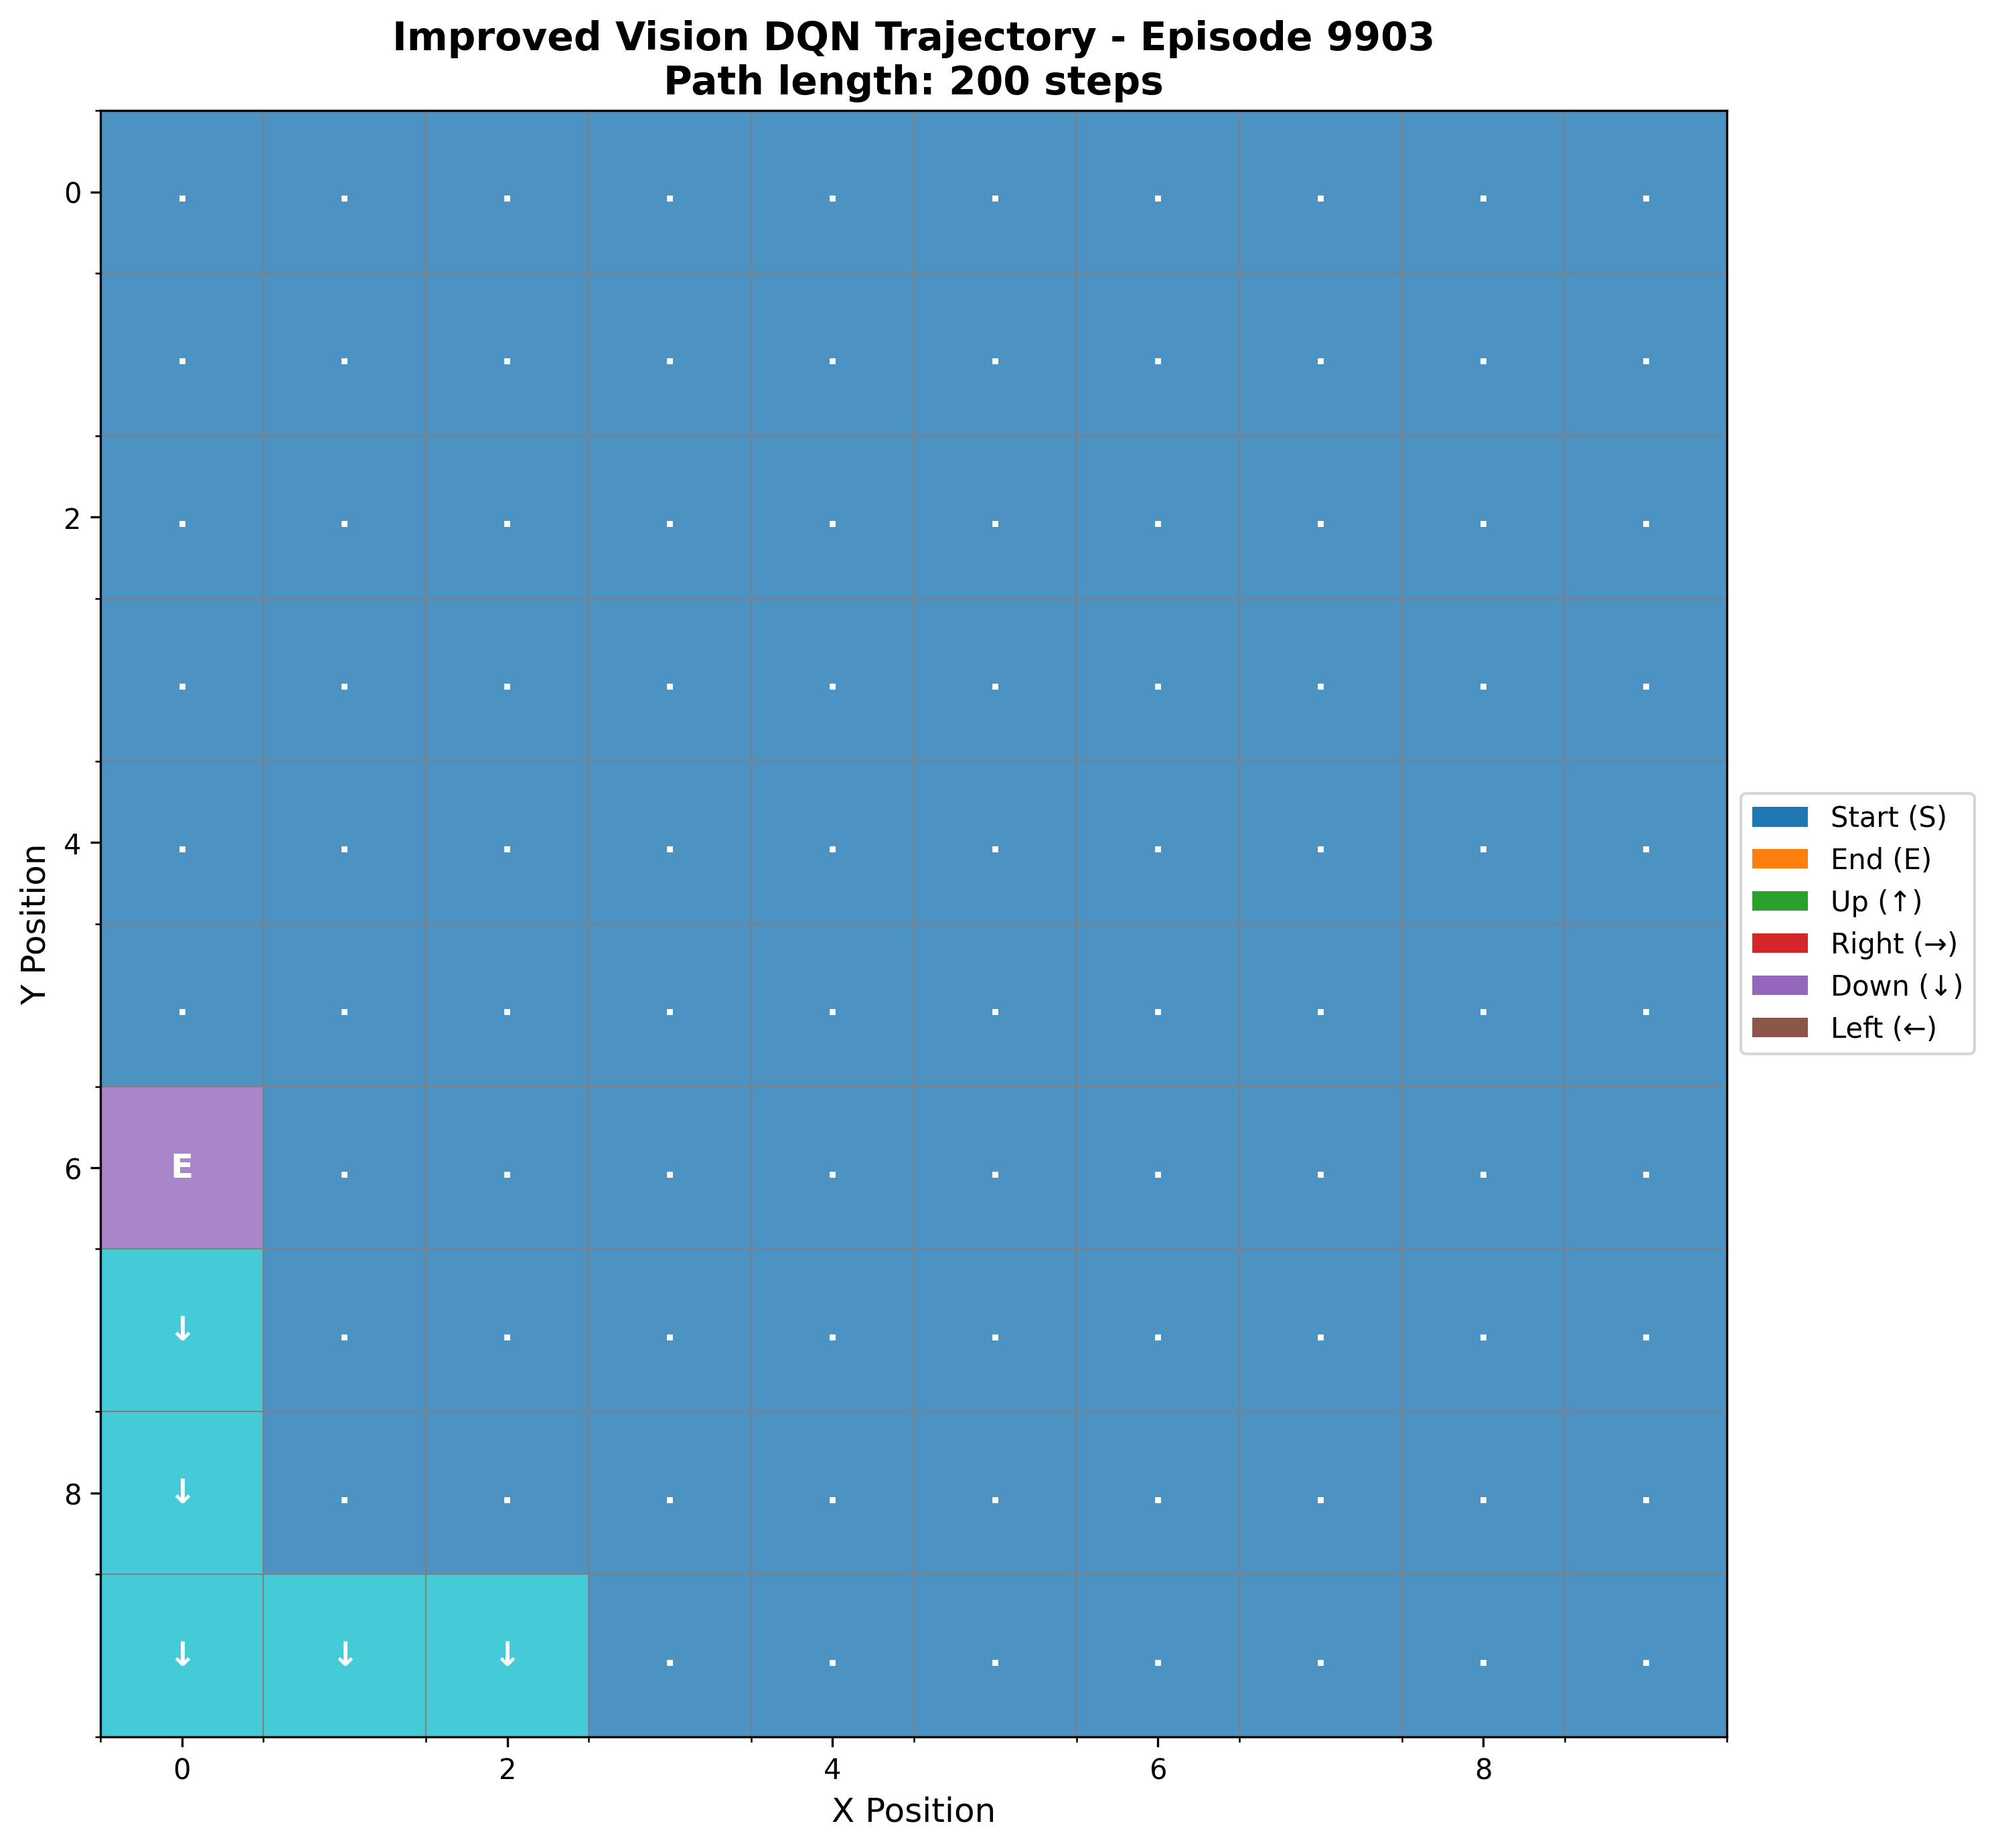 Improved Vision DQN Trajectory - Episode 9903
Path length: 200 steps
0
2
4
6
8
Y Position
E
↓
↓
↓ ↓ ↓
0 2 4 6 8
X Position
Start (S)
End (E)
Up (↑)
Right (→)
Down (↓)
Left (←)